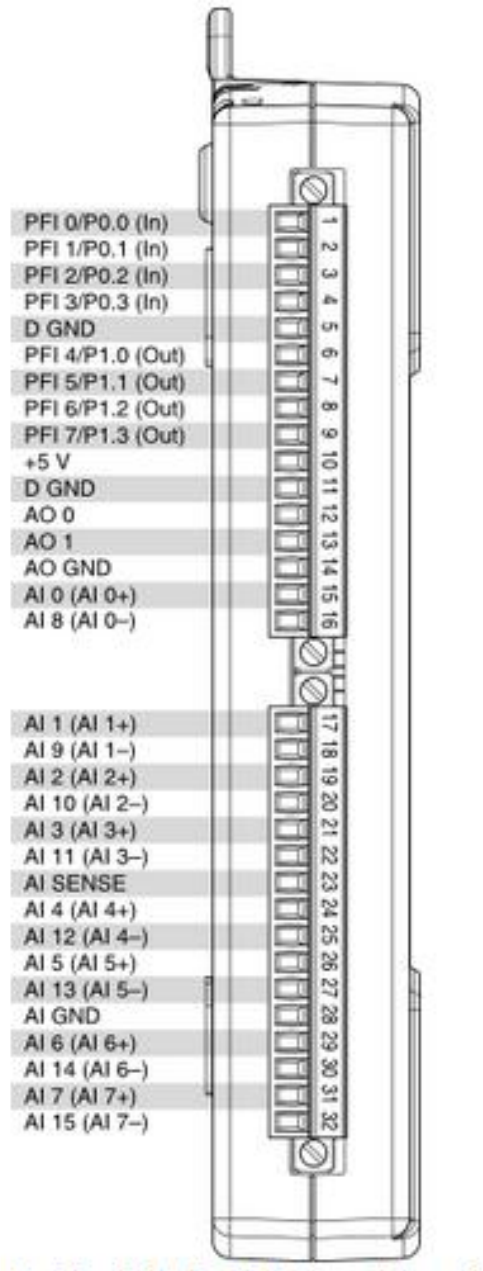 PFI 0/P0.0 (In) 1
PFI 1/P0.1 (In) 2
PFI 2/P0.2 (In) 3
PFI 3/P0.3 (In) 4
D GND 5
PFI 4/P1.0 (Out) 6
PFI 5/P1.1 (Out) 7
PFI 6/P1.2 (Out) 8
PFI 7/P1.3 (Out) 9
+5 V 10
D GND 11
AO 0 12
AO 1 13
AO GND 14
AI 0 (AI 0+) 15
AI 8 (AI 0–) 16
AI 1 (AI 1+) 17
AI 9 (AI 1–) 18
AI 2 (AI 2+) 19
AI 10 (AI 2–) 20
AI 3 (AI 3+) 21
AI 11 (AI 3–) 22
AI SENSE 23
AI 4 (AI 4+) 24
AI 12 (AI 4–) 25
AI 5 (AI 5+) 26
AI 13 (AI 5–) 27
AI GND 28
AI 6 (AI 6+) 29
AI 14 (AI 6–) 30
AI 7 (AI 7+) 31
AI 15 (AI 7–) 32